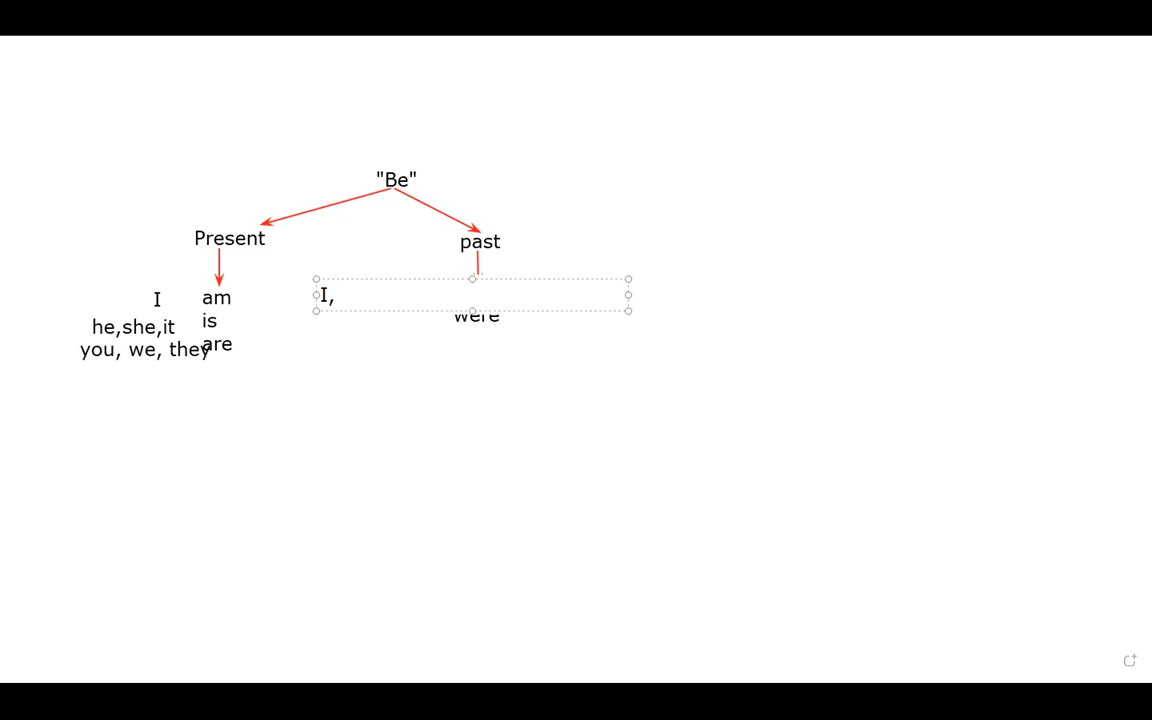 "Be"
Present
past
I
am
I,
he,she,it
is
were
you, we, they
are